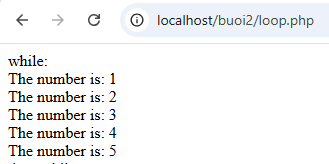 localhost/buoi2/loop.php
while:
The number is: 1
The number is: 2
The number is: 3
The number is: 4
The number is: 5